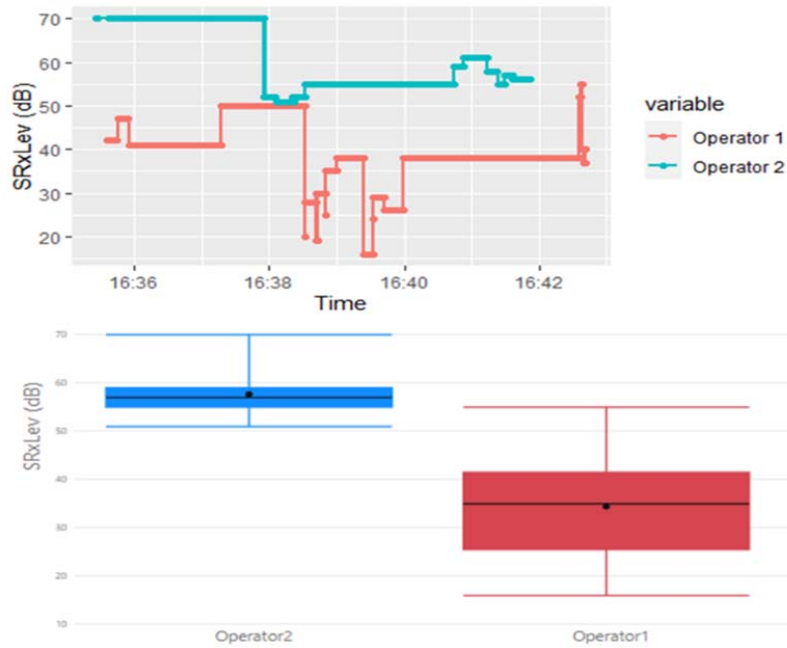 70
60
50
40
30
20
SRxLev (dB)
16:36
16:38
16:40
16:42
Time
variable
Operator 1
Operator 2
70
60
50
40
30
20
10
SRxLev (dB)
Operator2
Operator1